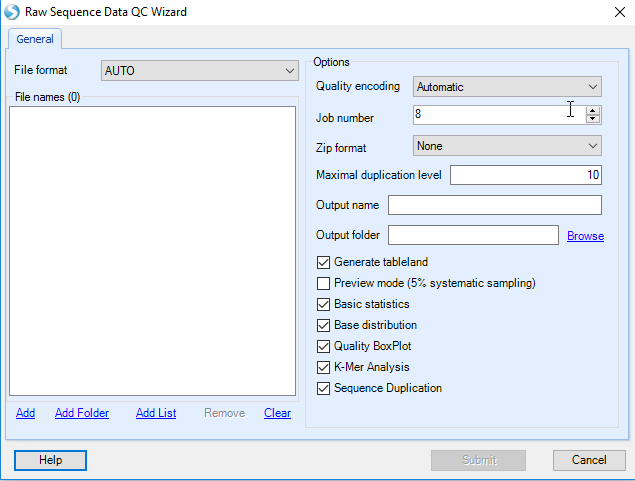 Raw Sequence Data QC Wizard
General
File format
AUTO
File names (0)
Add
Add Folder
Add List
Remove
Clear
Options
Quality encoding
Automatic
Job number
8
Zip format
None
Maximal duplication level
10
Output name
Output folder
Browse
Generate tableland
Preview mode (5% systematic sampling)
Basic statistics
Base distribution
Quality BoxPlot
K-Mer Analysis
Sequence Duplication
Help
Submit
Cancel